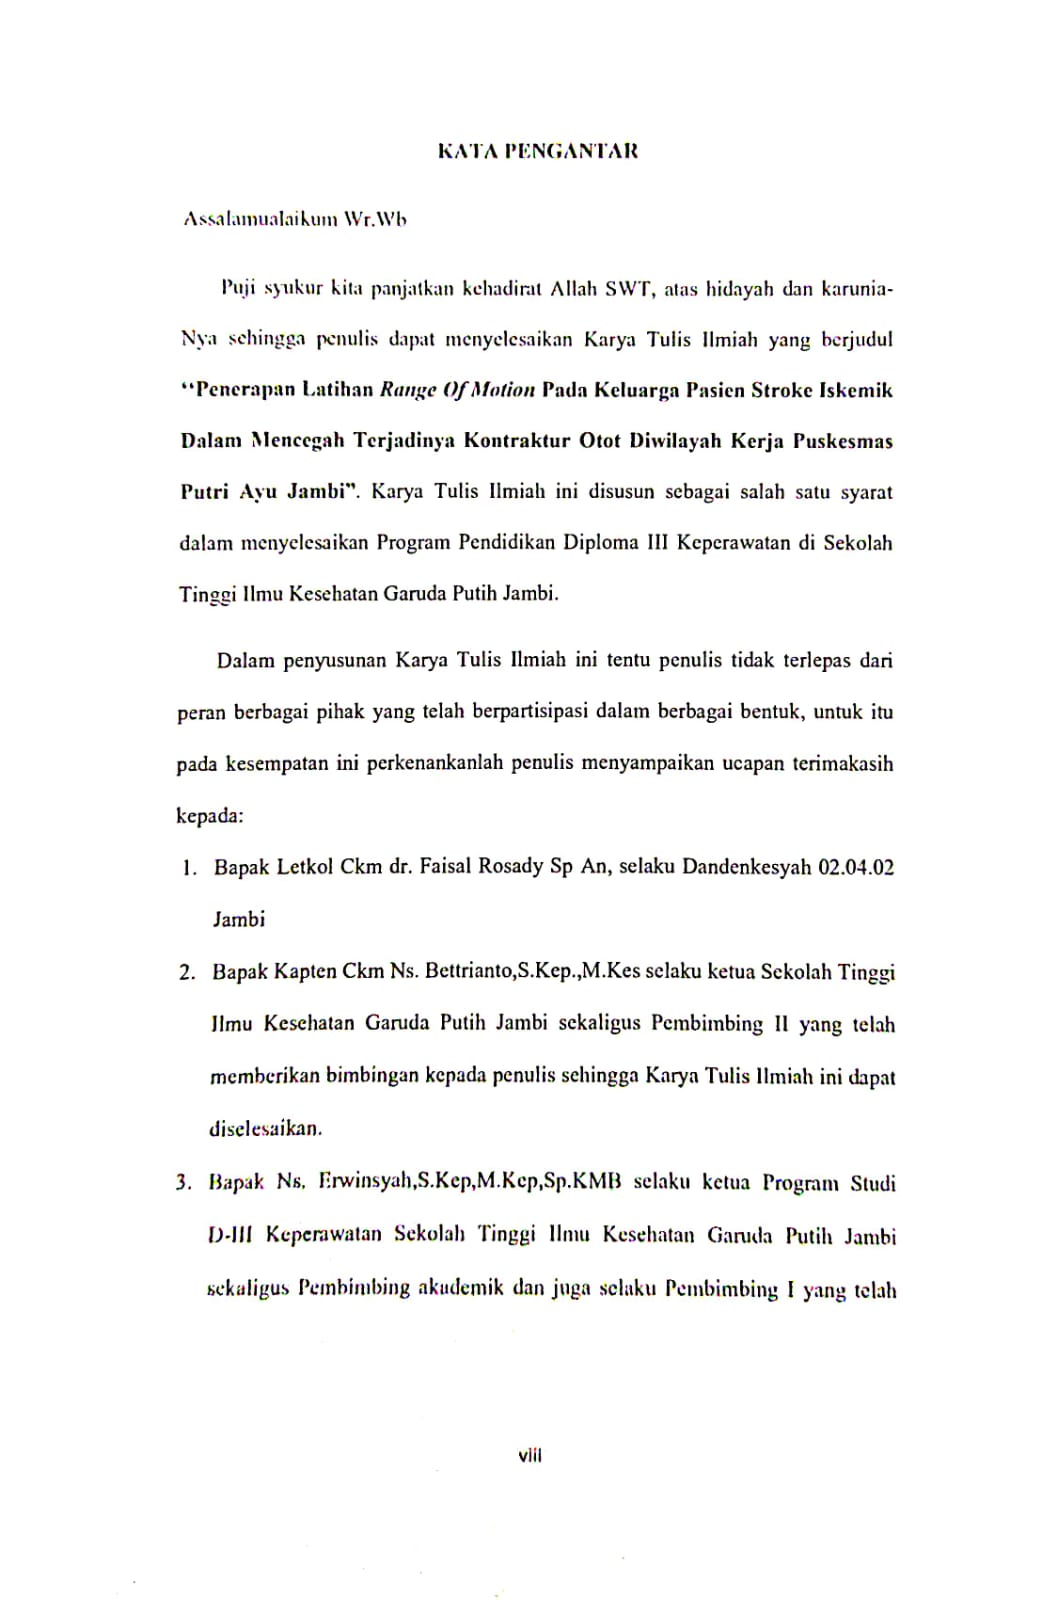 KATA PENGANTAR
Assalamualaikum Wr.Wb
Puji syukur kita panjatkan kehadirat Allah SWT, atas hidayah dan karunia-
Nya sehingga penulis dapat menyelesaikan Karya Tulis Ilmiah yang berjudul
“Penerapan Latihan Range Of Motion Pada Keluarga Pasien Stroke Iskemik
Dalam Mencegah Terjadinya Kontraktur Otot Diwilayah Kerja Puskesmas
Putri Ayu Jambi”. Karya Tulis Ilmiah ini disusun sebagai salah satu syarat
dalam menyelesaikan Program Pendidikan Diploma III Keperawatan di Sekolah
Tinggi Ilmu Kesehatan Garuda Putih Jambi.
Dalam penyusunan Karya Tulis Ilmiah ini tentu penulis tidak terlepas dari
peran berbagai pihak yang telah berpartisipasi dalam berbagai bentuk, untuk itu
pada kesempatan ini perkenankanlah penulis menyampaikan ucapan terimakasih
kepada:
1. Bapak Letkol Ckm dr. Faisal Rosady Sp An, selaku Dandenkesyah 02.04.02
Jambi
2. Bapak Kapten Ckm Ns. Bettrianto,S.Kep.,M.Kes selaku ketua Sekolah Tinggi
Ilmu Kesehatan Garuda Putih Jambi sekaligus Pembimbing II yang telah
memberikan bimbingan kepada penulis sehingga Karya Tulis Ilmiah ini dapat
diselesaikan.
3. Bapak Ns. Erwinsyah,S.Kep,M.Kep,Sp.KMB selaku ketua Program Studi
D-III Keperawatan Sekolah Tinggi Ilmu Kesehatan Garuda Putih Jambi
sekaligus Pembimbing akademik dan juga selaku Pembimbing I yang telah
viii